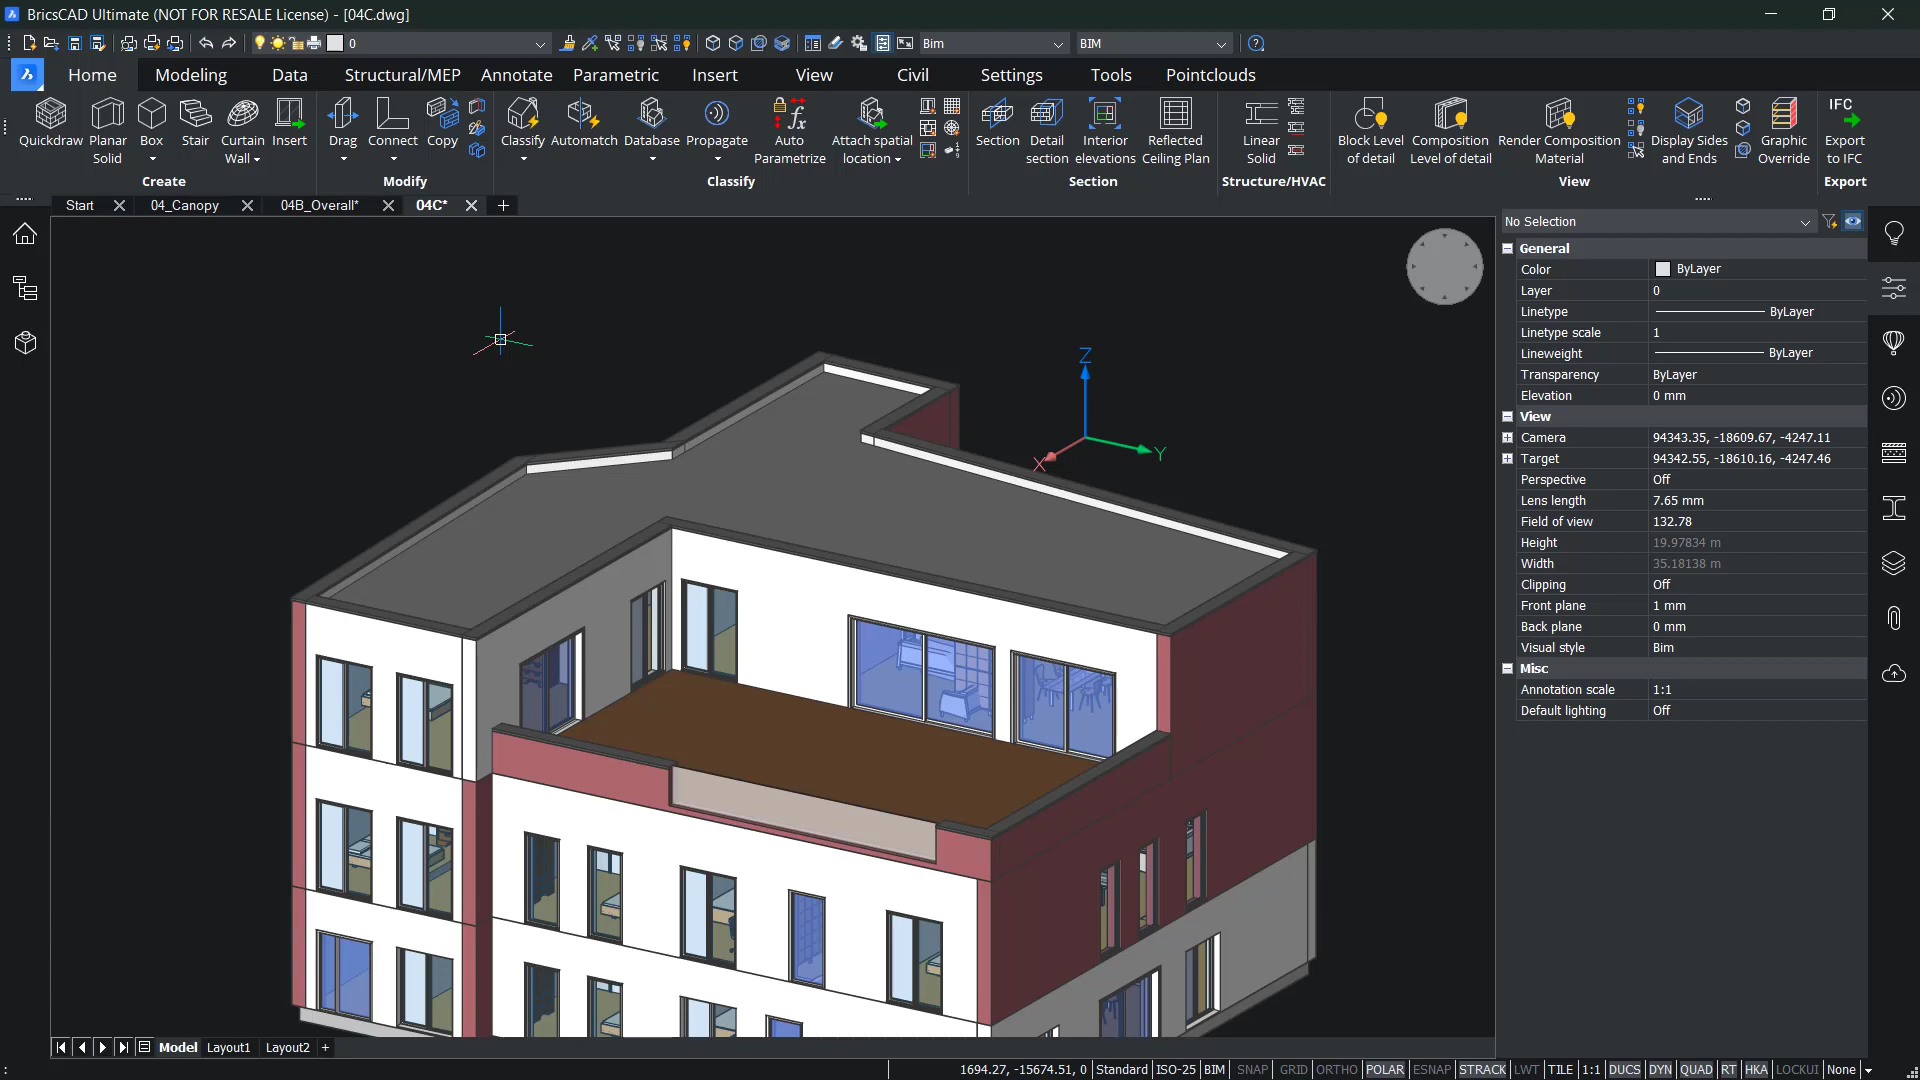 BricsCAD Ultimate (NOT FOR RESALE License) - [04C.dwg]
0
Bim
BIM
Home Modeling Data Structural/MEP Annotate Parametric Insert View Civil Settings Tools Pointclouds
Quickdraw
Planar Solid
Box
Stair
Curtain Wall
Insert
Create
Drag
Connect
Copy
Modify
Classify
Automatch
Database
Propagate
Auto Parametrize
Attach spatial location
Classify
Section
Detail section
Interior elevations
Reflected Ceiling Plan
Section
Linear Solid
Structure/HVAC
Block Level of detail
Composition Level of detail
Render Composition Material
Display Sides and Ends
Graphic Override
View
IFC
Export to IFC
Export
Start 04_Canopy 04B_Overall* 04C*
Z
Y
X
No Selection
General
Color ByLayer
Layer 0
Linetype ByLayer
Linetype scale 1
Lineweight ByLayer
Transparency ByLayer
Elevation 0 mm
View
Camera 94343.35, -18609.67, -4247.11
Target 94342.55, -18610.16, -4247.46
Perspective Off
Lens length 7.65 mm
Field of view 132.78
Height 19.97834 m
Width 35.18138 m
Clipping Off
Front plane 1 mm
Back plane 0 mm
Visual style Bim
Misc
Annotation scale 1:1
Default lighting Off
Model Layout1 Layout2 +
:
1694.27, -15674.51, 0 Standard ISO-25 BIM SNAP GRID ORTHO POLAR ESNAP STRACK LWT TILE 1:1 DUCS DYN QUAD RT HKA LOCKUI None